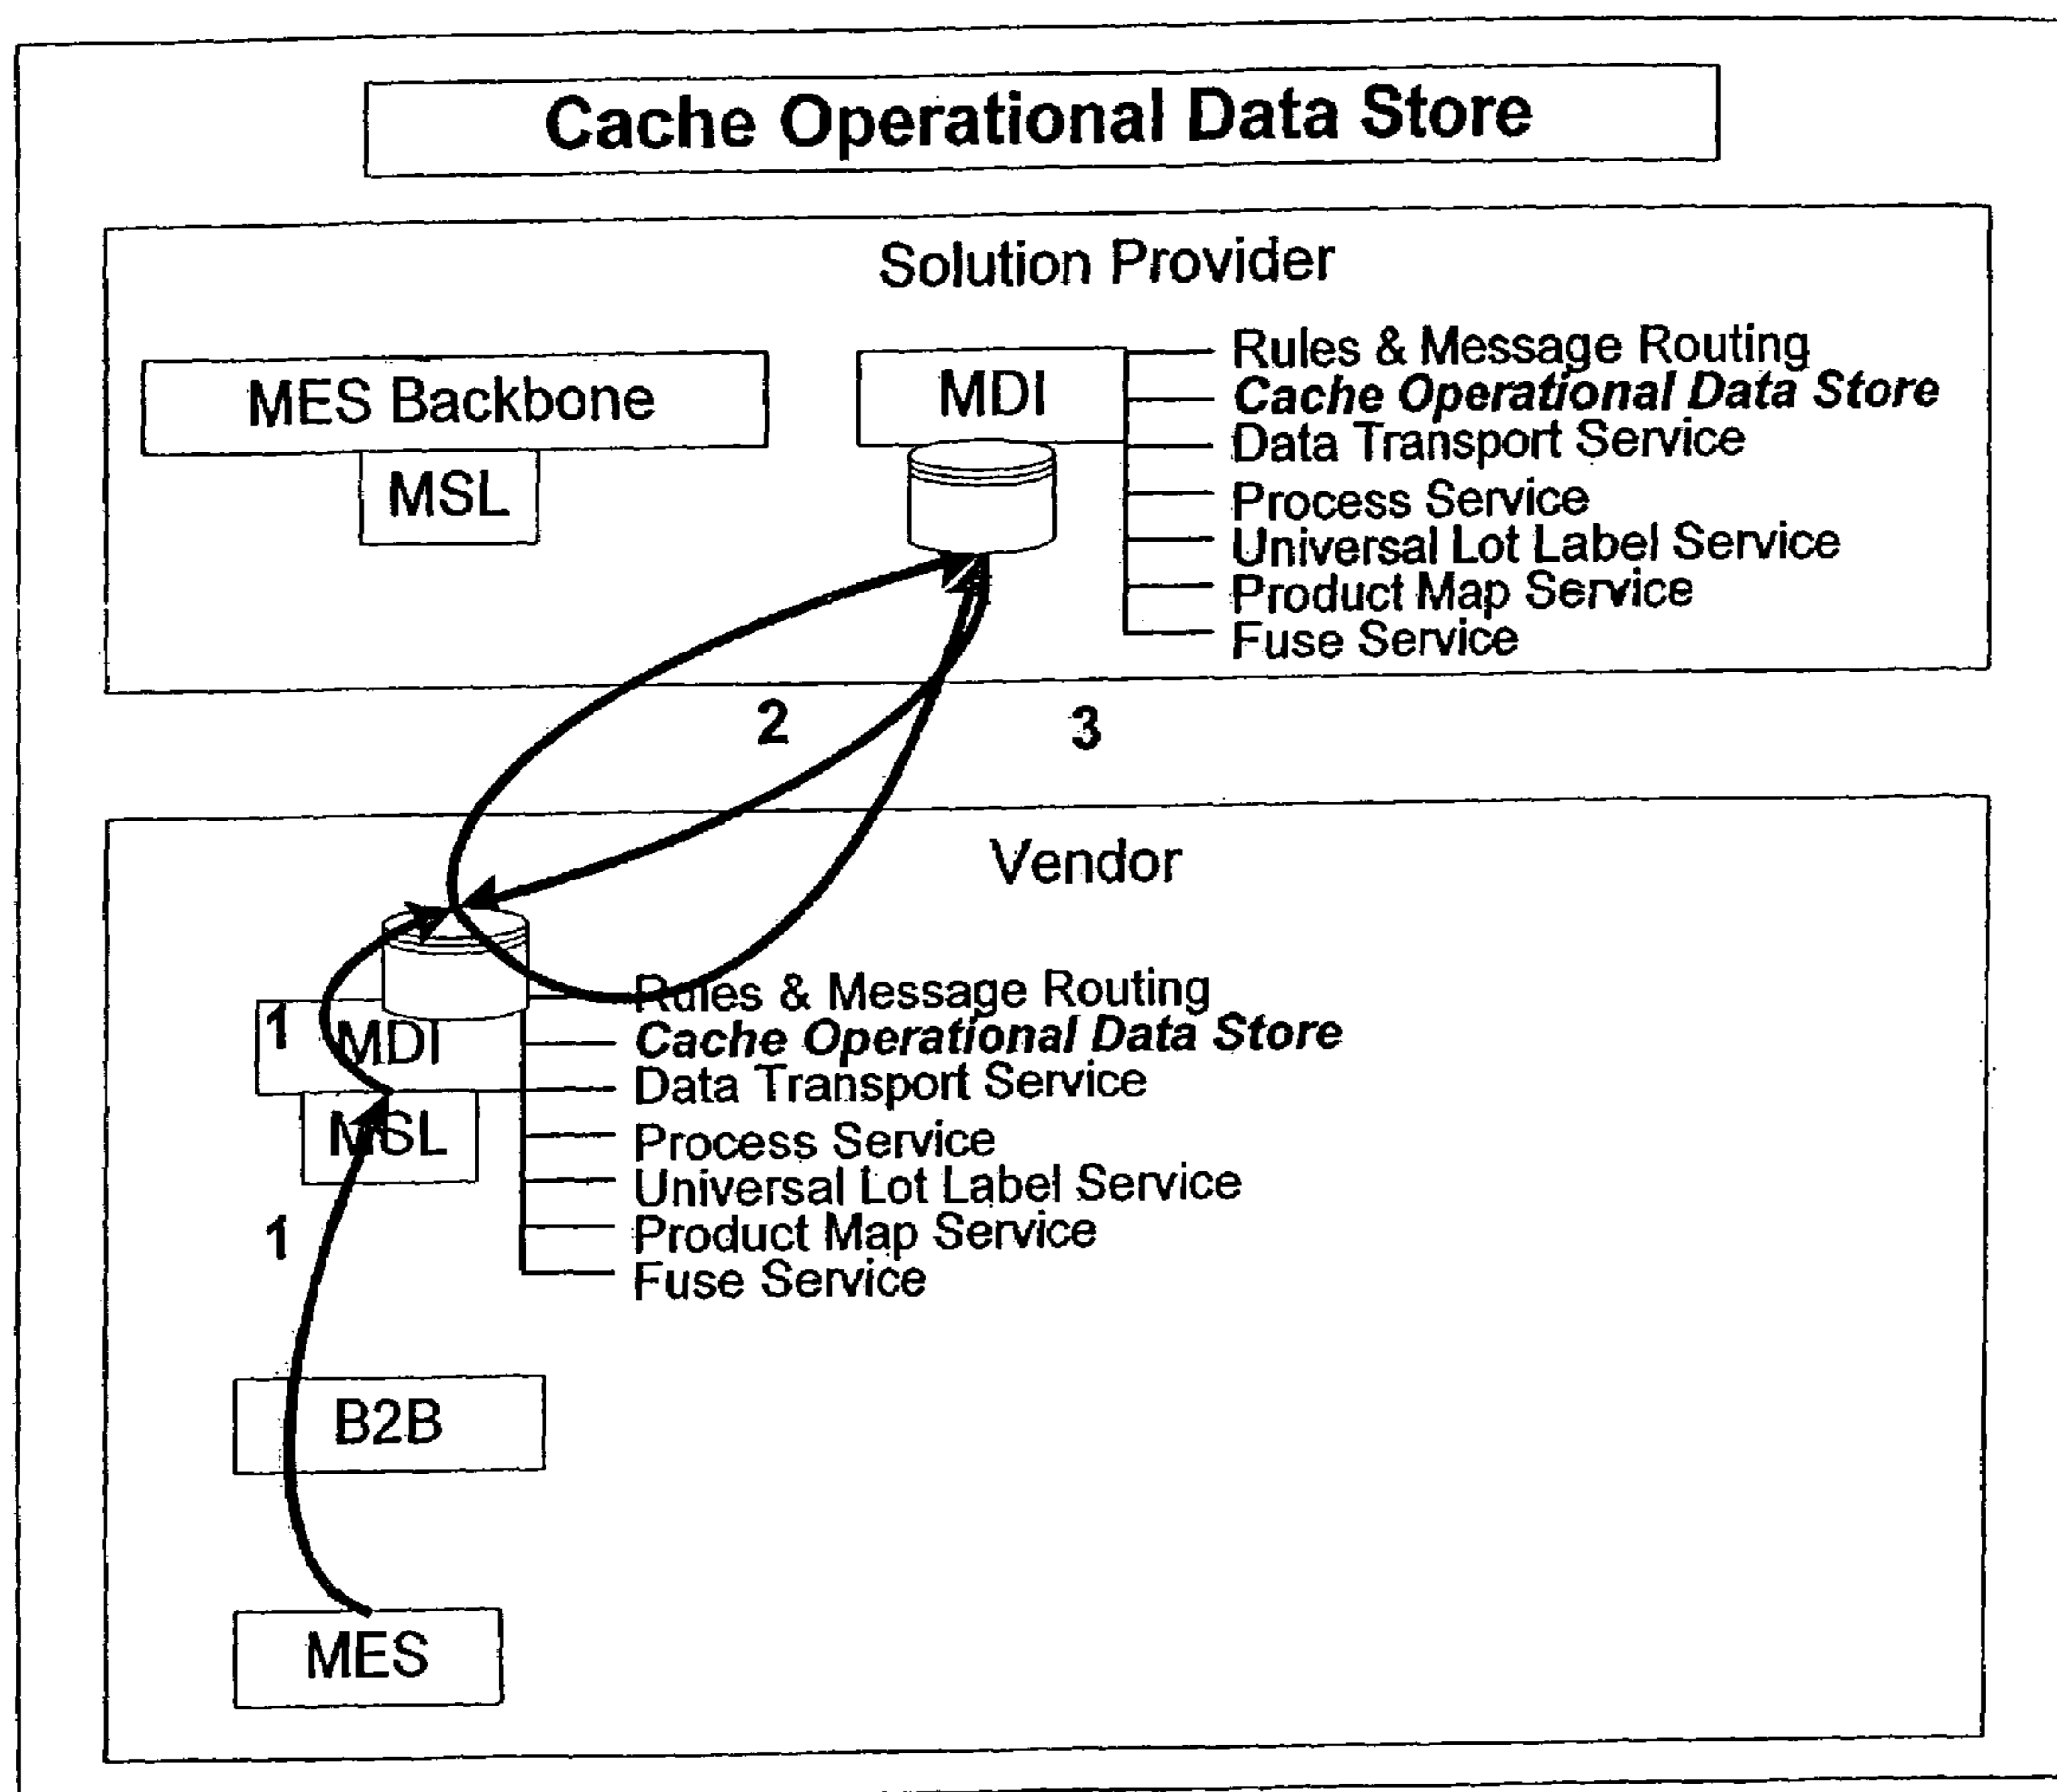 Cache Operational Data Store
Solution Provider
MES Backbone
MSL
MDI
Rules & Message Routing
Cache Operational Data Store
Data Transport Service
Process Service
Universal Lot Label Service
Product Map Service
Fuse Service
2
3
Vendor
1
MDI
MSL
Rules & Message Routing
Cache Operational Data Store
Data Transport Service
Process Service
Universal Lot Label Service
Product Map Service
Fuse Service
1
B2B
MES